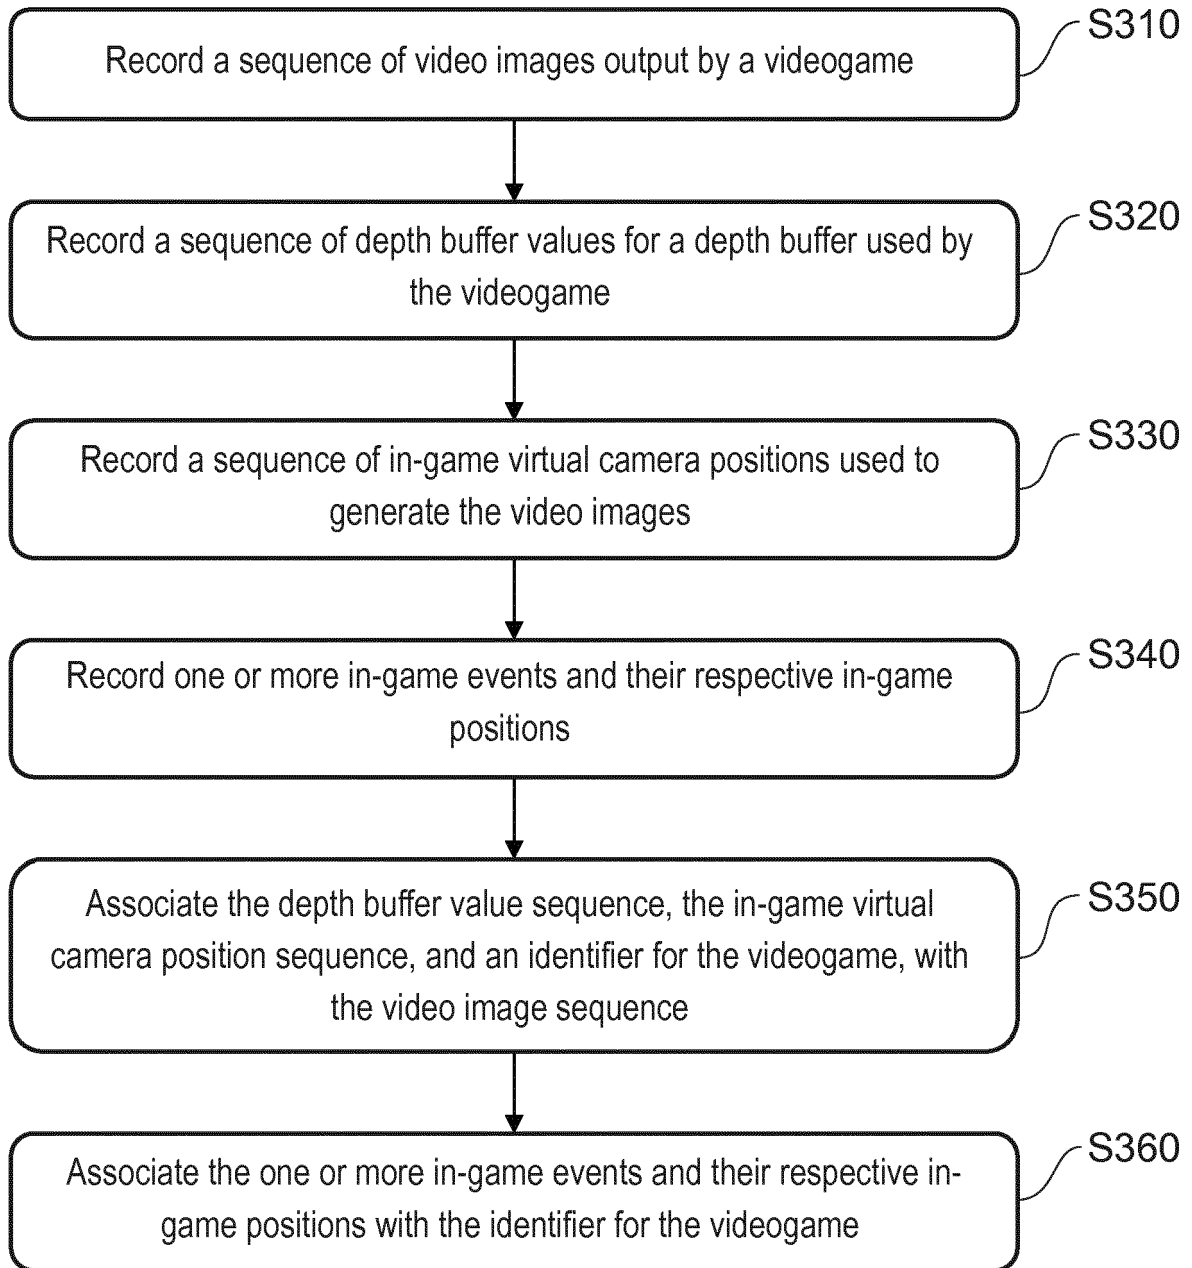 S310
Record a sequence of video images output by a videogame
S320
Record a sequence of depth buffer values for a depth buffer used by
the videogame
S330
Record a sequence of in-game virtual camera positions used to
generate the video images
S340
Record one or more in-game events and their respective in-game
positions
S350
Associate the depth buffer value sequence, the in-game virtual
camera position sequence, and an identifier for the videogame, with
the video image sequence
S360
Associate the one or more in-game events and their respective in-
game positions with the identifier for the videogame